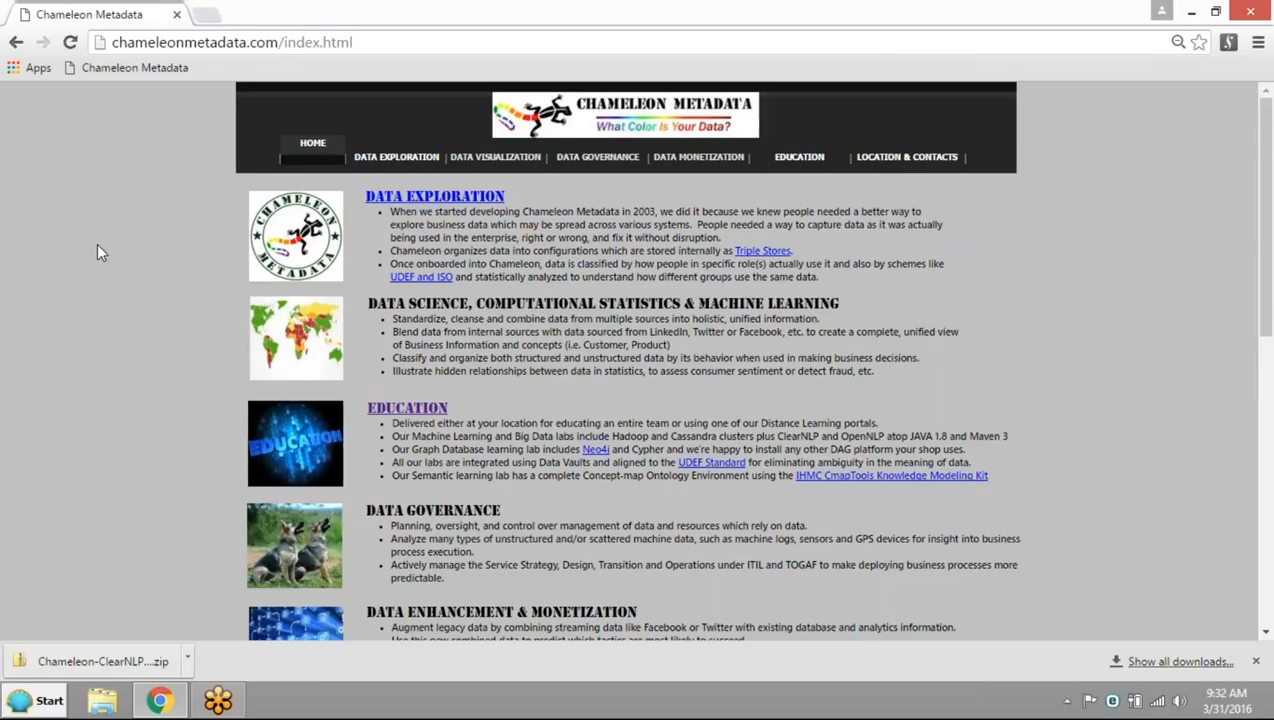 Chameleon Metadata
chameleonmetadata.com/index.html
Apps
Chameleon Metadata
CHAMELEON METADATA
What Color Is Your Data?
HOME
DATA EXPLORATION | DATA VISUALIZATION | DATA GOVERNANCE | DATA MONETIZATION | EDUCATION | LOCATION & CONTACTS |
CHAMELEON
METADATA
DATA EXPLORATION
• When we started developing Chameleon Metadata in 2003, we did it because we knew people needed a better way to
explore business data which may be spread across various systems. People needed a way to capture data as it was actually
being used in the enterprise, right or wrong, and fix it without disruption.
• Chameleon organizes data into configurations which are stored internally as Triple Stores.
• Once onboarded into Chameleon, data is classified by how people in specific role(s) actually use it and also by schemes like
UDEF and ISO and statistically analyzed to understand how different groups use the same data.
DATA SCIENCE, COMPUTATIONAL STATISTICS & MACHINE LEARNING
• Standardize, cleanse and combine data from multiple sources into holistic, unified information.
• Blend data from internal sources with data sourced from LinkedIn, Twitter or Facebook, etc. to create a complete, unified view
of Business Information and concepts (i.e. Customer, Product)
• Classify and organize both structured and unstructured data by its behavior when used in making business decisions.
• Illustrate hidden relationships between data in statistics, to assess consumer sentiment or detect fraud, etc.
EDUCATION
EDUCATION
• Delivered either at your location for educating an entire team or using one of our Distance Learning portals.
• Our Machine Learning and Big Data labs include Hadoop and Cassandra clusters plus ClearNLP and OpenNLP atop JAVA 1.8 and Maven 3
• Our Graph Database learning lab includes Neo4j and Cypher and we're happy to install any other DAG platform your shop uses.
• All our labs are integrated using Data Vaults and aligned to the UDEF Standard for eliminating ambiguity in the meaning of data.
• Our Semantic learning lab has a complete Concept-map Ontology Environment using the IHMC CmapTools Knowledge Modeling Kit
DATA GOVERNANCE
• Planning, oversight, and control over management of data and resources which rely on data.
• Analyze many types of unstructured and/or scattered machine data, such as machine logs, sensors and GPS devices for insight into business
process execution.
• Actively manage the Service Strategy, Design, Transition and Operations under ITIL and TOGAF to make deploying business processes more
predictable.
DATA ENHANCEMENT & MONETIZATION
• Augment legacy data by combining streaming data like Facebook or Twitter with existing database and analytics information.
• Use this new combined data to predict which tactics are most likely to succeed.
Chameleon-ClearNLP....zip
Show all downloads...
Start
9:32 AM
3/31/2016